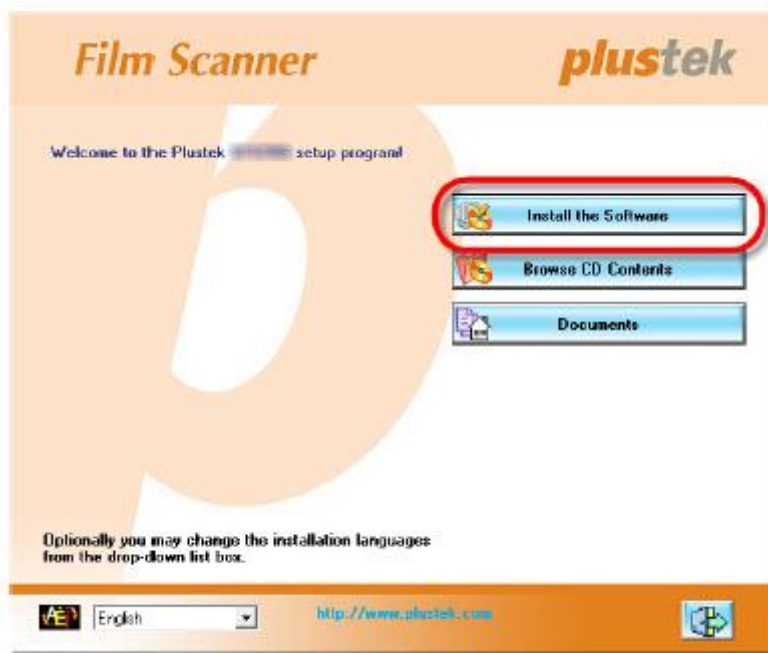 Film Scanner
plustek
Welcome to the Plustek setup program!
Install the Software
Browse CD Contents
Documents
Optionally you may change the installation languages
from the drop-down list box.
English
http://www.plustek.com